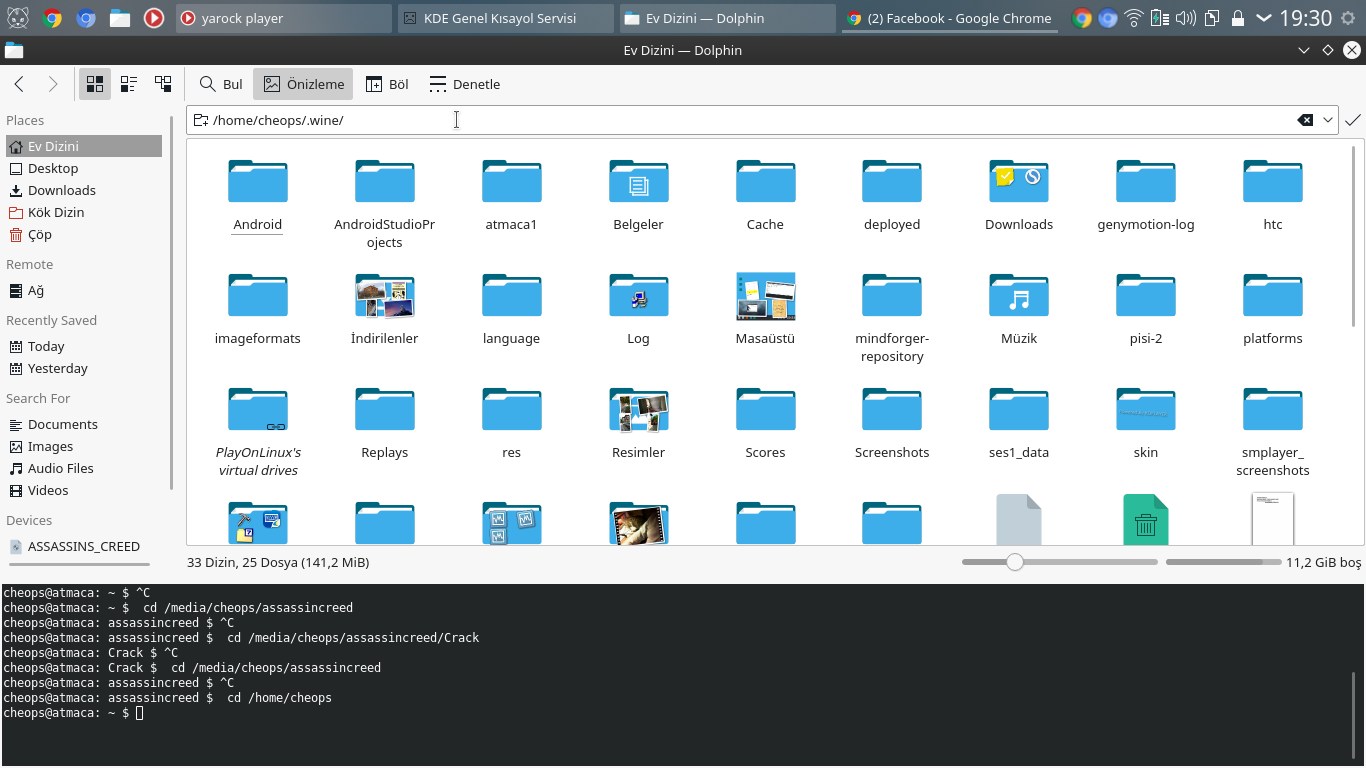 yarock player
KDE Genel Kısayol Servisi
Ev Dizini — Dolphin
(2) Facebook - Google Chrome
19:30
Ev Dizini — Dolphin
Bul
Önizleme
Böl
Denetle
/home/cheops/.wine/
Places
Ev Dizini
Desktop
Downloads
Kök Dizin
Çöp
Remote
Ağ
Recently Saved
Today
Yesterday
Search For
Documents
Images
Audio Files
Videos
Devices
ASSASSINS_CREED
Android
AndroidStudioPr
ojects
atmaca1
Belgeler
Cache
deployed
Downloads
genymotion-log
htc
imageformats
İndirilenler
language
Log
Masaüstü
mindforger-
repository
Müzik
pisi-2
platforms
PlayOnLinux's
virtual drives
Replays
res
Resimler
Scores
Screenshots
ses1_data
skin
smplayer_
screenshots
33 Dizin, 25 Dosya (141,2 MiB)
11,2 GiB boş
cheops@atmaca: ~ $ ^C
cheops@atmaca: ~ $  cd /media/cheops/assassincreed
cheops@atmaca: assassincreed $ ^C
cheops@atmaca: assassincreed $  cd /media/cheops/assassincreed/Crack
cheops@atmaca: Crack $ ^C
cheops@atmaca: Crack $  cd /media/cheops/assassincreed
cheops@atmaca: assassincreed $ ^C
cheops@atmaca: assassincreed $  cd /home/cheops
cheops@atmaca: ~ $